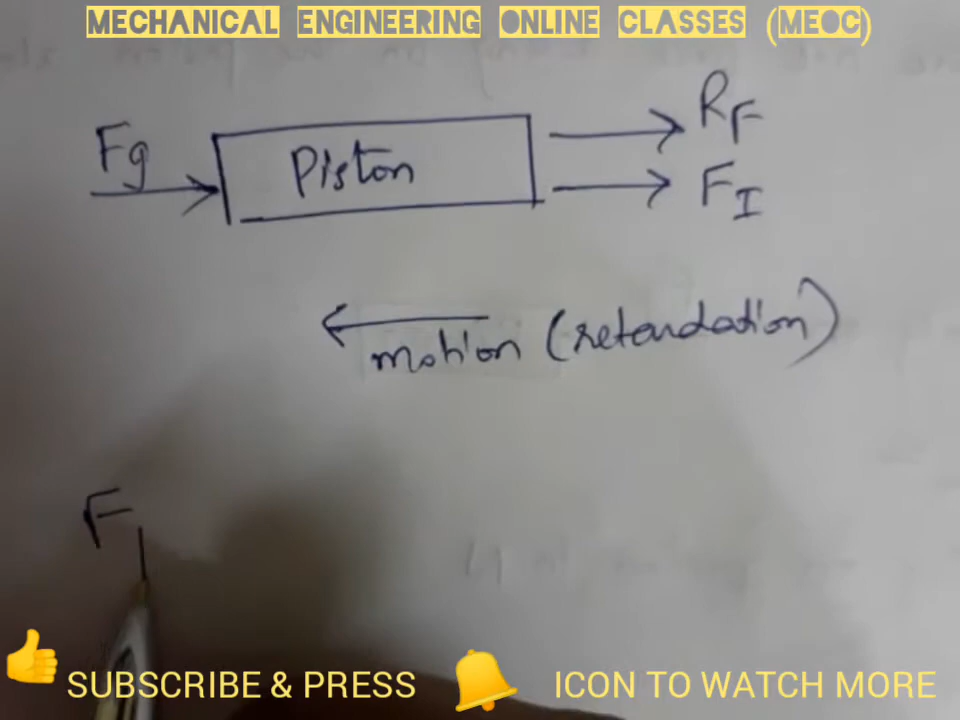 MECHANICAL ENGINEERING ONLINE CLASSES (MEOC)
Fg
Piston
RF
FI
motion (retardation)
F
SUBSCRIBE & PRESS ICON TO WATCH MORE